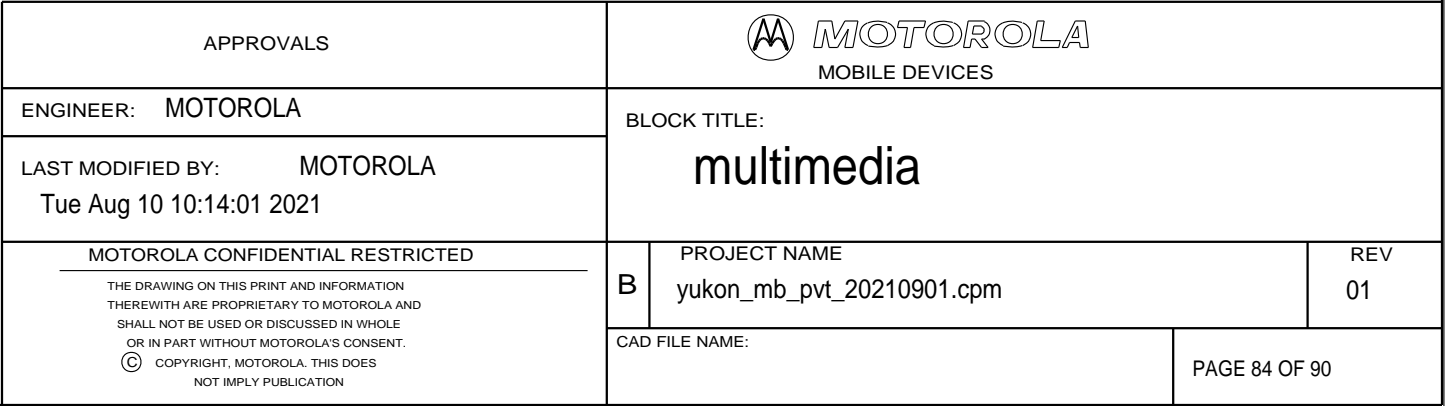 APPROVALS
MOTOROLA
MOBILE DEVICES
ENGINEER: MOTOROLA
BLOCK TITLE:
multimedia
LAST MODIFIED BY: MOTOROLA
Tue Aug 10 10:14:01 2021
MOTOROLA CONFIDENTIAL RESTRICTED
THE DRAWING ON THIS PRINT AND INFORMATION
THEREWITH ARE PROPRIETARY TO MOTOROLA AND
SHALL NOT BE USED OR DISCUSSED IN WHOLE
OR IN PART WITHOUT MOTOROLA'S CONSENT.
© COPYRIGHT, MOTOROLA. THIS DOES
NOT IMPLY PUBLICATION
B
PROJECT NAME
yukon_mb_pvt_20210901.cpm
REV
01
CAD FILE NAME:
PAGE 84 OF 90